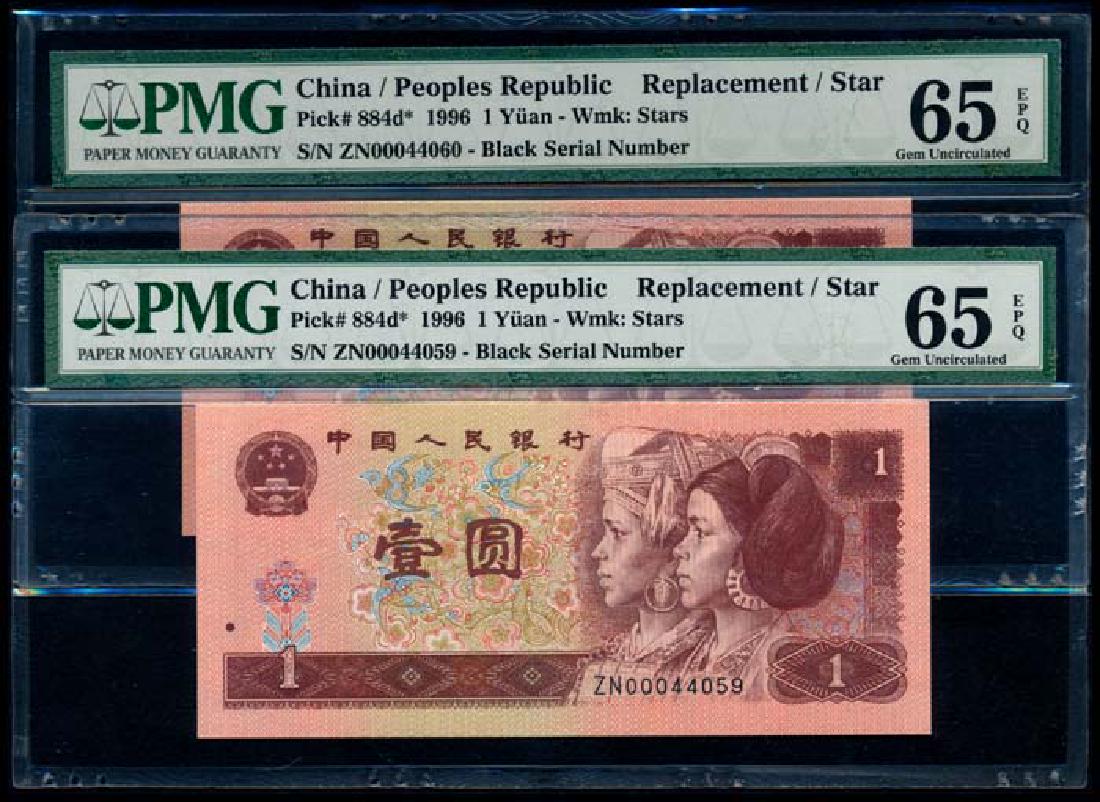 PMG
PAPER MONEY GUARANTY
China / Peoples Republic Replacement / Star
Pick# 884d* 1996 1 Yüan - Wmk: Stars
S/N ZN00044060 - Black Serial Number
65
EPQ
Gem Uncirculated
中国人民银行
PMG
PAPER MONEY GUARANTY
China / Peoples Republic Replacement / Star
Pick# 884d* 1996 1 Yüan - Wmk: Stars
S/N ZN00044059 - Black Serial Number
65
EPQ
Gem Uncirculated
中国人民银行
1
壹圆
1
1
ZN00044059